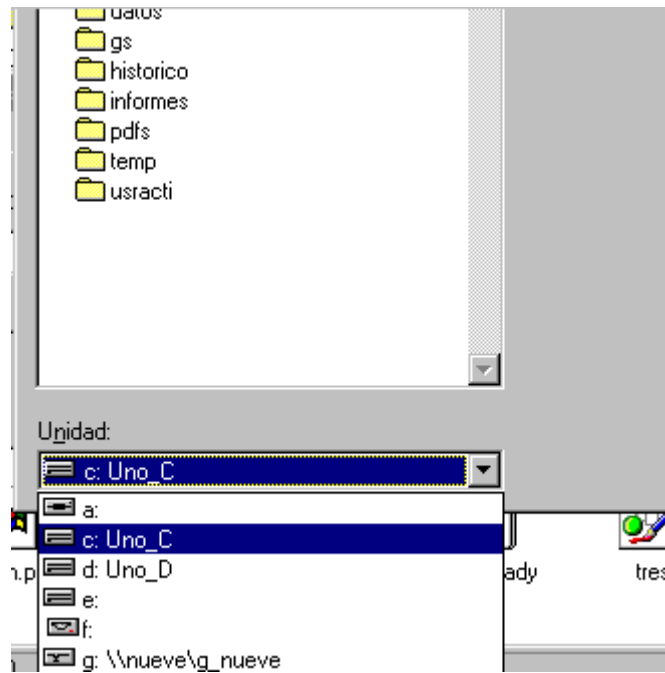 datos
gs
historico
informes
pdfs
temp
usracti
Unidad:
c: Uno_C
a:
c: Uno_C
d: Uno_D
e:
f:
g: \\nueve\g_nueve
n.p
ady
tres